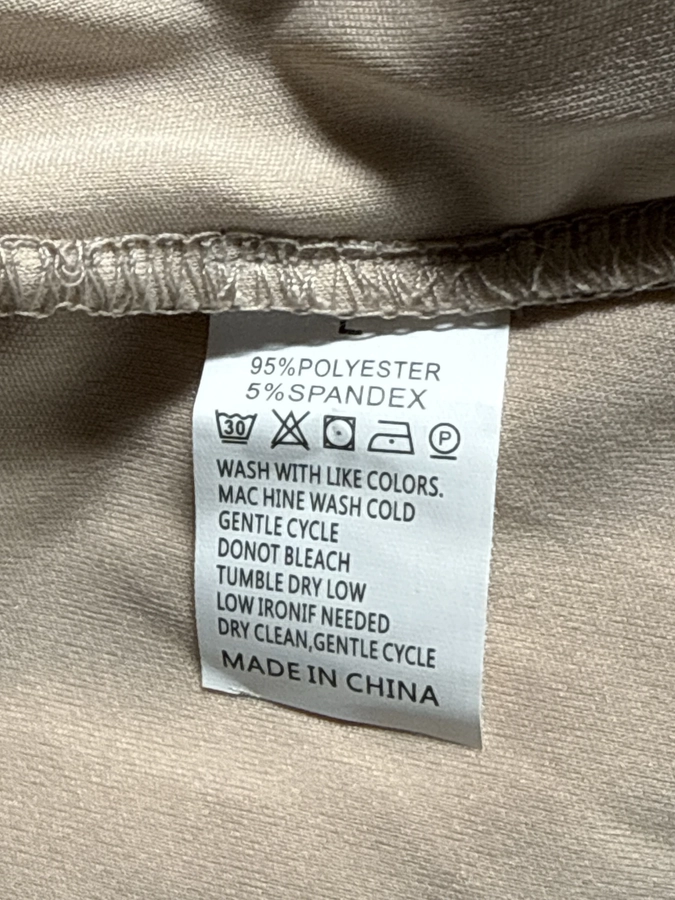 L
95%POLYESTER
5%SPANDEX
30 P
WASH WITH LIKE COLORS.
MAC HINE WASH COLD
GENTLE CYCLE
DONOT BLEACH
TUMBLE DRY LOW
LOW IRONIF NEEDED
DRY CLEAN,GENTLE CYCLE
MADE IN CHINA